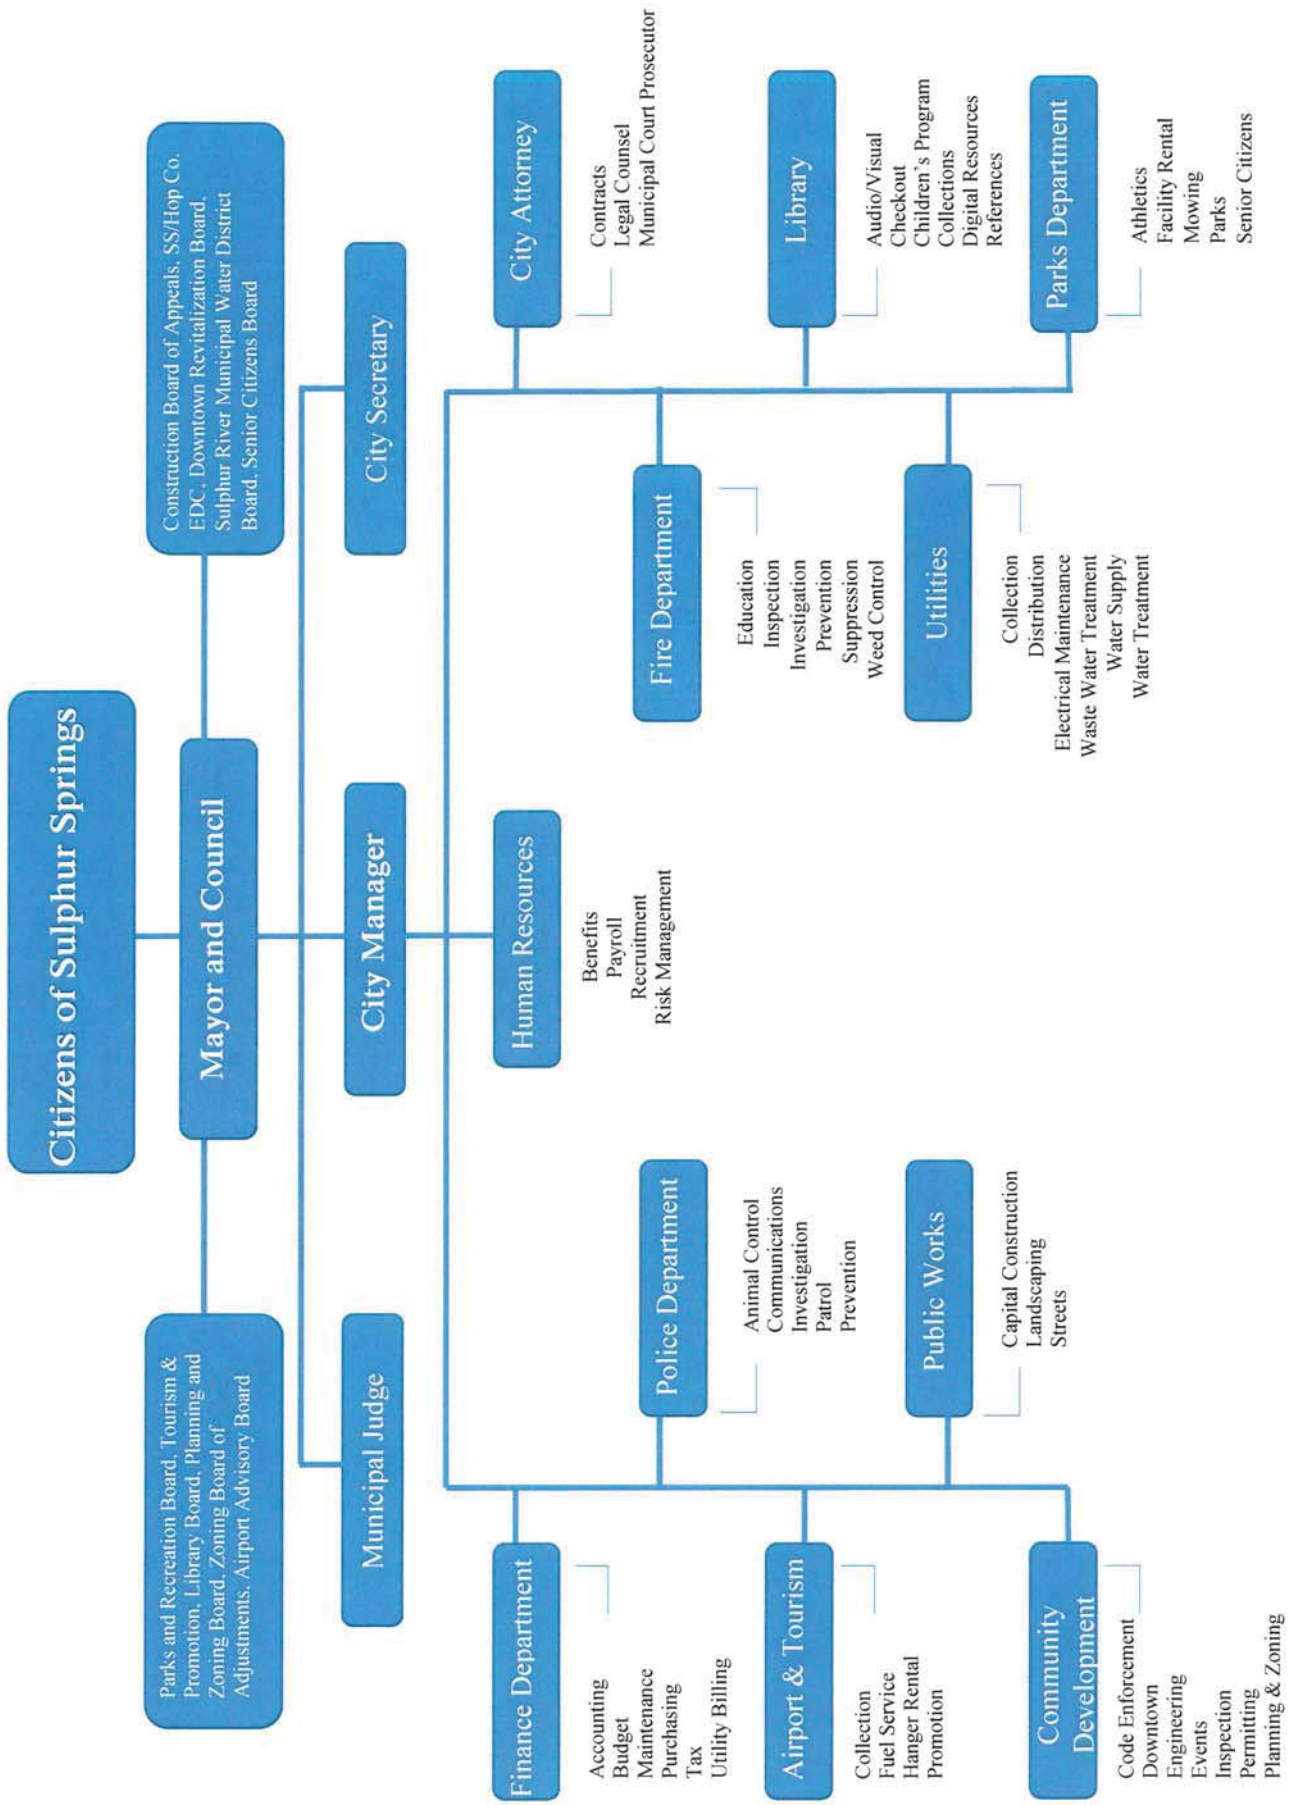 Citizens of Sulphur Springs
Parks and Recreation Board, Tourism &
Promotion, Library Board, Planning and
Zoning Board, Zoning Board of
Adjustments, Airport Advisory Board
Mayor and Council
Construction Board of Appeals, SS/Hop Co.
EDC, Downtown Revitalization Board,
Sulphur River Municipal Water District
Board, Senior Citizens Board
Municipal Judge
City Manager
City Secretary
Finance Department
Accounting
Budget
Maintenance
Purchasing
Tax
Utility Billing
Police Department
Animal Control
Communications
Investigation
Patrol
Prevention
Human Resources
Benefits
Payroll
Recruitment
Risk Management
Fire Department
Education
Inspection
Investigation
Prevention
Suppression
Weed Control
City Attorney
Contracts
Legal Counsel
Municipal Court Prosecutor
Airport & Tourism
Collection
Fuel Service
Hanger Rental
Promotion
Public Works
Capital Construction
Landscaping
Streets
Utilities
Collection
Distribution
Electrical Maintenance
Waste Water Treatment
Water Supply
Water Treatment
Library
Audio/Visual
Checkout
Children's Program
Collections
Digital Resources
References
Community
Development
Code Enforcement
Downtown
Engineering
Events
Inspection
Permitting
Planning & Zoning
Parks Department
Athletics
Facility Rental
Mowing
Parks
Senior Citizens